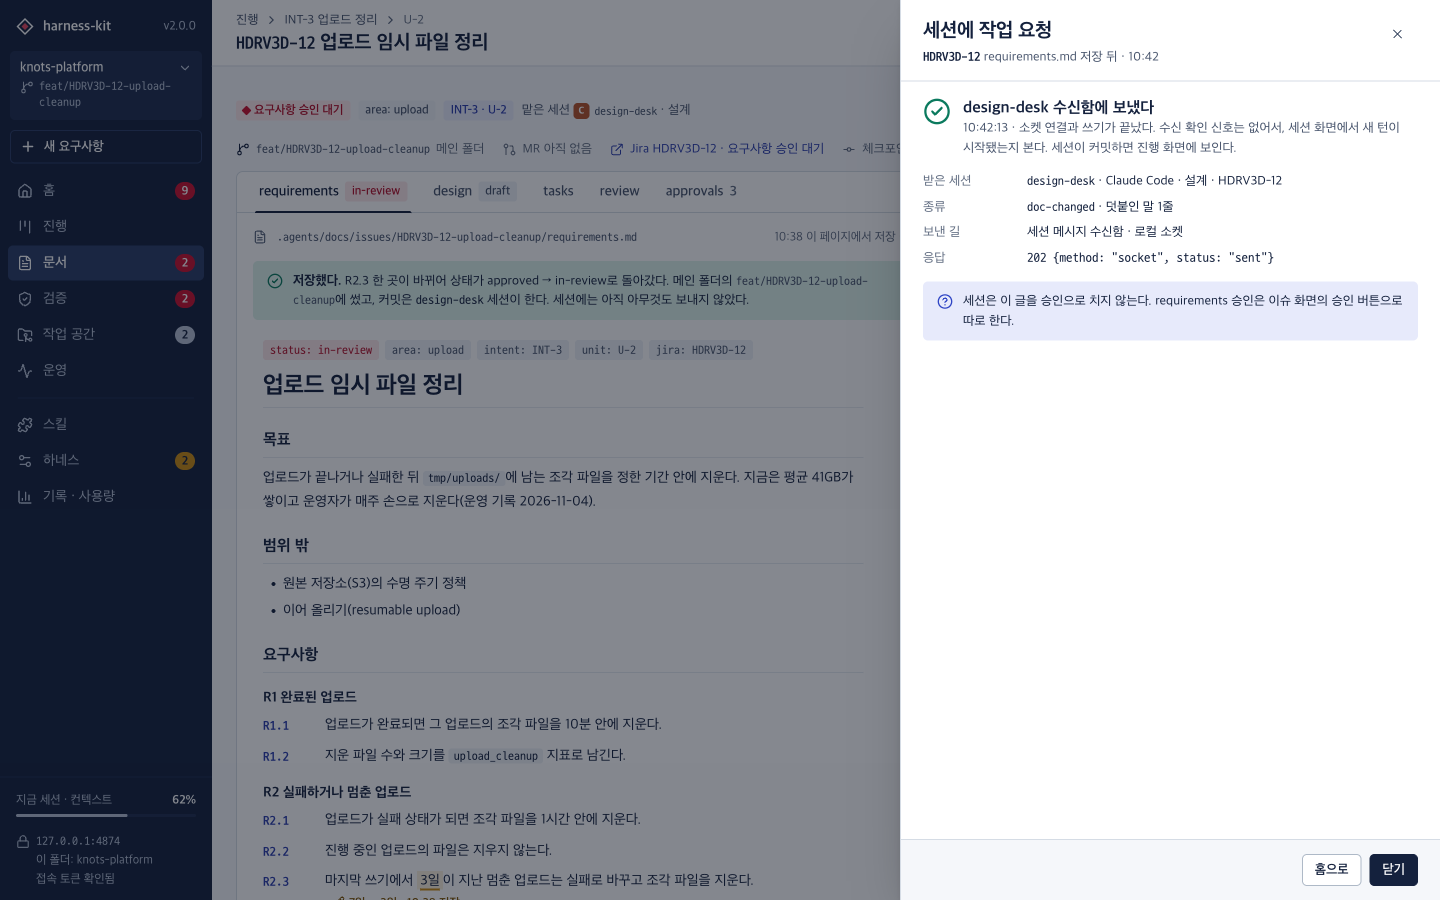 harness-kit v2.0.0
knots-platform
feat/HDRV3D-12-upload-
cleanup
새 요구사항
홈 9
진행
문서 2
검증 2
작업 공간 2
운영
스킬
하네스 2
기록 · 사용량
지금 세션 · 컨텍스트 62%
127.0.0.1:4874
이 폴더: knots-platform
접속 토큰 확인됨
진행 > INT-3 업로드 정리 > U-2
HDRV3D-12 업로드 임시 파일 정리
요구사항 승인 대기 area: upload INT-3 · U-2 맡은 세션 C design-desk · 설계
feat/HDRV3D-12-upload-cleanup 메인 폴더 MR 아직 없음 Jira HDRV3D-12 · 요구사항 승인 대기 체크포인
requirements in-review design draft tasks review approvals 3
.agents/docs/issues/HDRV3D-12-upload-cleanup/requirements.md 10:38 이 페이지에서 저장
저장했다. R2.3 한 곳이 바뀌어 상태가 approved → in-review로 돌아갔다. 메인 폴더의 feat/HDRV3D-12-upload-
cleanup에 썼고, 커밋은 design-desk 세션이 한다. 세션에는 아직 아무것도 보내지 않았다.
status: in-review area: upload intent: INT-3 unit: U-2 jira: HDRV3D-12
업로드 임시 파일 정리
목표
업로드가 끝나거나 실패한 뒤 tmp/uploads/ 에 남는 조각 파일을 정한 기간 안에 지운다. 지금은 평균 41GB가
쌓이고 운영자가 매주 손으로 지운다(운영 기록 2026-11-04).
범위 밖
• 원본 저장소(S3)의 수명 주기 정책
• 이어 올리기(resumable upload)
요구사항
R1 완료된 업로드
R1.1 업로드가 완료되면 그 업로드의 조각 파일을 10분 안에 지운다.
R1.2 지운 파일 수와 크기를 upload_cleanup 지표로 남긴다.
R2 실패하거나 멈춘 업로드
R2.1 업로드가 실패 상태가 되면 조각 파일을 1시간 안에 지운다.
R2.2 진행 중인 업로드의 파일은 지우지 않는다.
R2.3 마지막 쓰기에서 3일 이 지난 멈춘 업로드는 실패로 바꾸고 조각 파일을 지운다.
세션에 작업 요청
HDRV3D-12 requirements.md 저장 뒤 · 10:42
design-desk 수신함에 보냈다
10:42:13 · 소켓 연결과 쓰기가 끝났다. 수신 확인 신호는 없어서, 세션 화면에서 새 턴이
시작됐는지 본다. 세션이 커밋하면 진행 화면에 보인다.
받은 세션 design-desk · Claude Code · 설계 · HDRV3D-12
종류 doc-changed · 덧붙인 말 1줄
보낸 길 세션 메시지 수신함 · 로컬 소켓
응답 202 {method: "socket", status: "sent"}
세션은 이 글을 승인으로 치지 않는다. requirements 승인은 이슈 화면의 승인 버튼으로
따로 한다.
홈으로 닫기